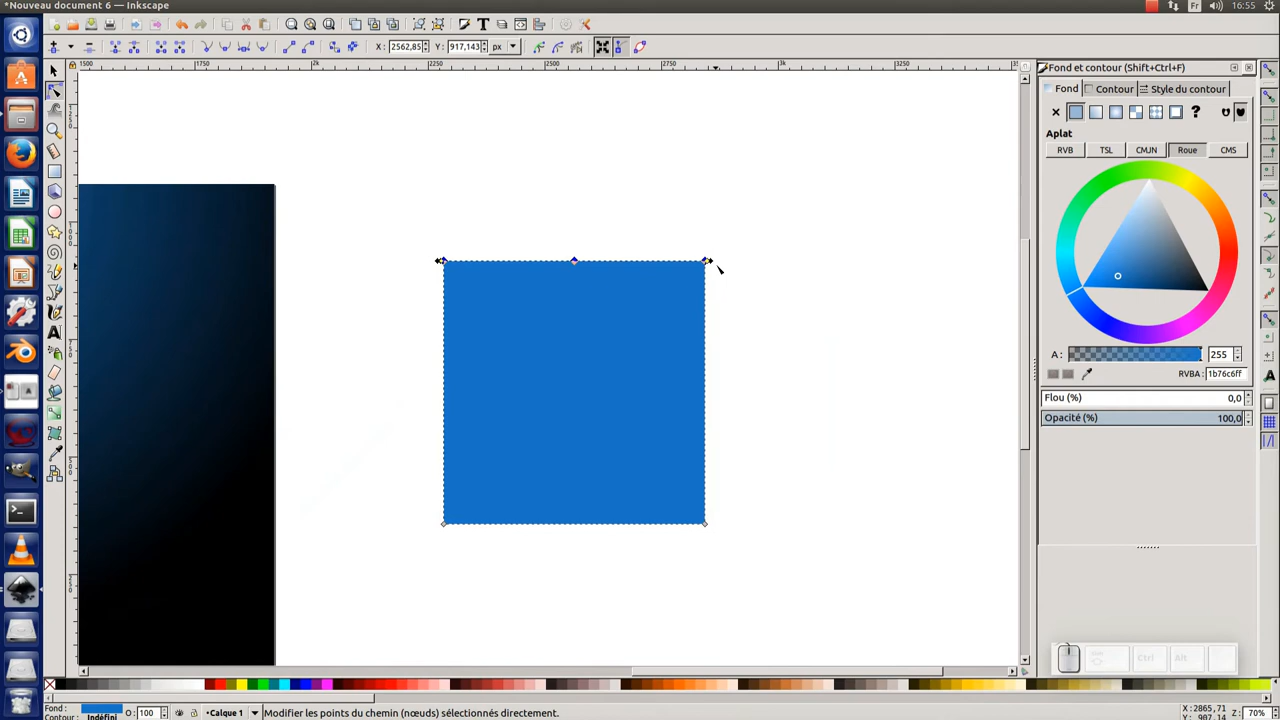 *Nouveau document 6 — Inkscape
Fr
16:55
X : 2562,85
Y : 917,143
px
1500
1750
2k
2250
2500
2750
3k
3250
Fond et contour (Shift+Ctrl+F)
Fond
Contour
Style du contour
Aplat
RVB
TSL
CMJN
Roue
CMS
A :
255
RVBA :
1b76c6ff
Flou (%)
0,0
Opacité (%)
100,0
Ctrl
Alt
Fond :
Contour :
Indéfini
O :
100
•Calque 1
Modifier les points du chemin (nœuds) sélectionnés directement.
X : 2865,71
Y : 907,14
Z :
70%